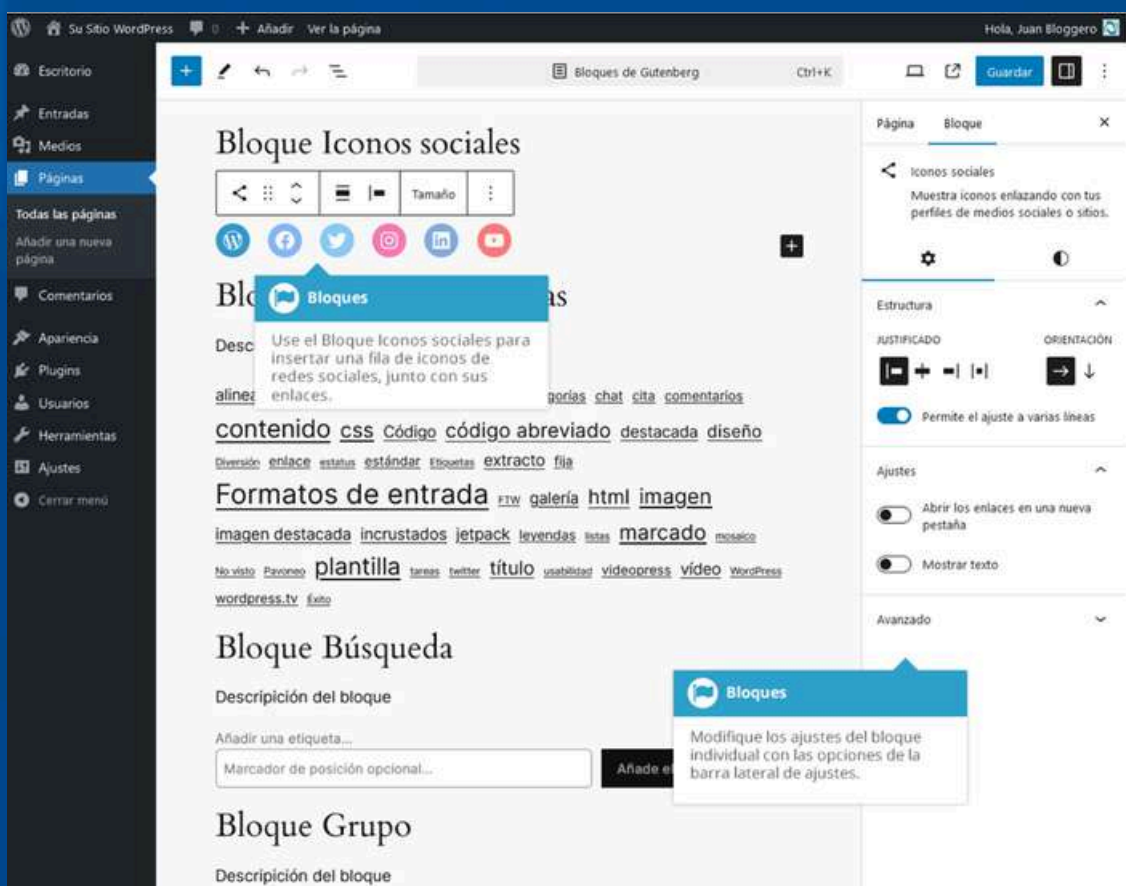 Su Sitio WordPress 0 + Añadir Ver la página
Hola, Juan Bloggero
Escritorio
Entradas
Medios
Páginas
Todas las páginas
Añadir una nueva
página
Comentarios
Apariencia
Plugins
Usuarios
Herramientas
Ajustes
Cerrar menú
Bloques de Gutenberg Ctrl+K
Guardar
Bloque Iconos sociales
Tamaño
Bloques
as
Use el Bloque Iconos sociales para
insertar una fila de iconos de
redes sociales, junto con sus
enlaces.
chat cita comentarios
contenido css Código código abreviado destacada diseño
Diversión enlace estatus estándar Etiquetas extracto fija
Formatos de entrada FTW galería html imagen
imagen destacada incrustados jetpack leyendas listas marcado mosaico
No visto Pavoneo plantilla tareas twitter título usabilidad videopress vídeo WordPress
wordpress.tv Éxito
Bloque Búsqueda
Descripición del bloque
Añadir una etiqueta...
Marcador de posición opcional...
Añade el
Bloque Grupo
Descripición del bloque
Página Bloque
Iconos sociales
Muestra iconos enlazando con tus
perfiles de medios sociales o sitios.
Estructura
JUSTIFICADO ORIENTACIÓN
Permite el ajuste a varias líneas
Ajustes
Abrir los enlaces en una nueva
pestaña
Mostrar texto
Avanzado
Bloques
Modifique los ajustes del bloque
individual con las opciones de la
barra lateral de ajustes.